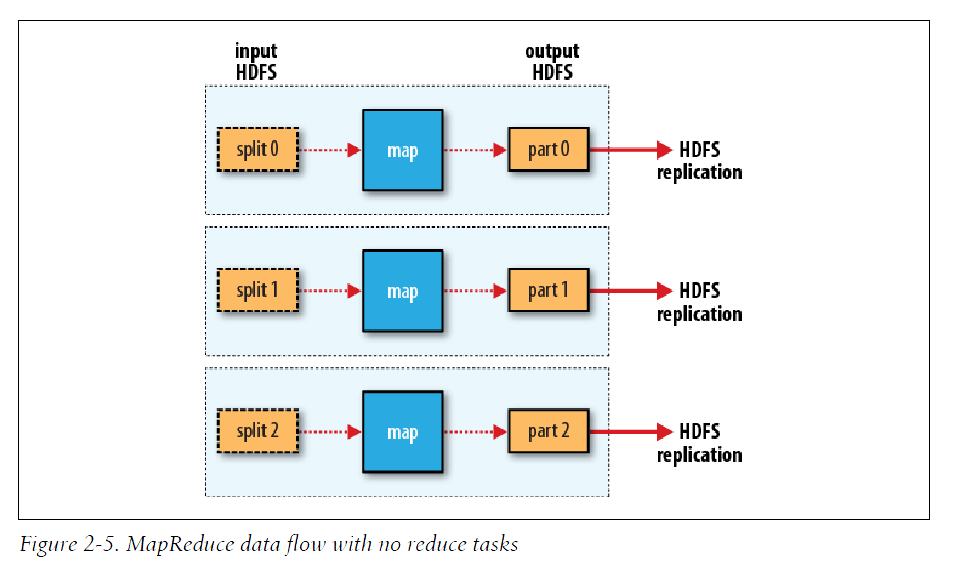 input
HDFS
output
HDFS
split 0
map
part 0
HDFS
replication
split 1
map
part 1
HDFS
replication
split 2
map
part 2
HDFS
replication
Figure 2-5. MapReduce data flow with no reduce tasks